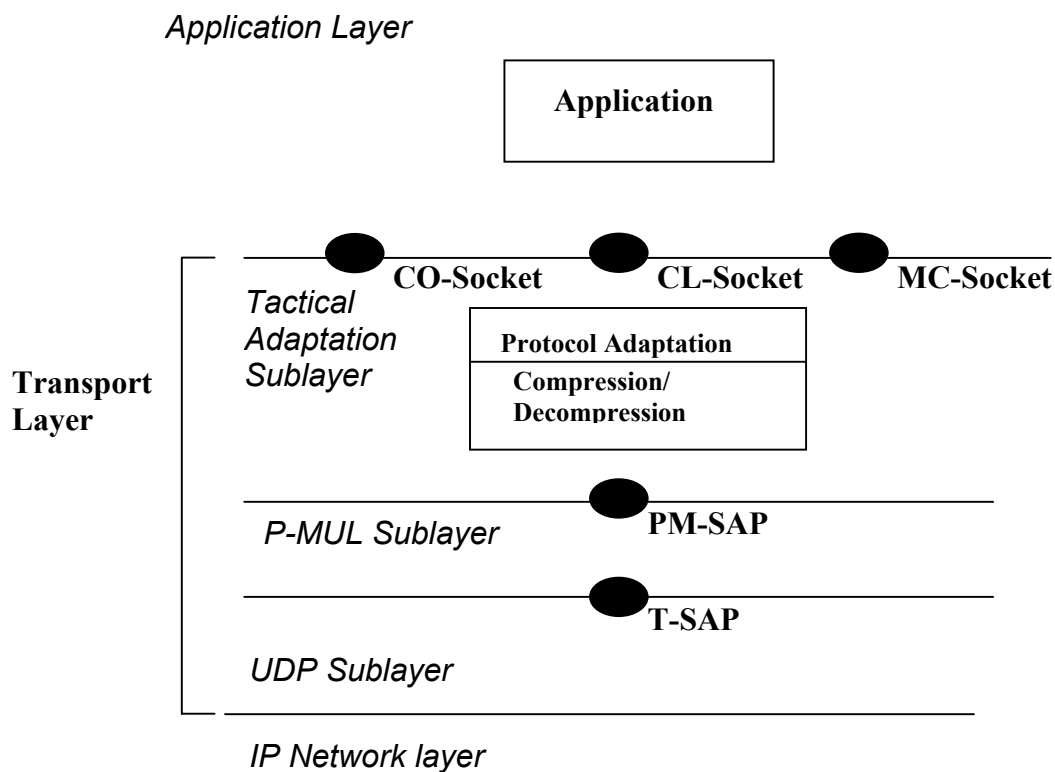 Application Layer
Application
CO-Socket
CL-Socket
MC-Socket
Tactical
Adaptation
Sublayer
Protocol Adaptation
Compression/
Decompression
Transport
Layer
PM-SAP
P-MUL Sublayer
T-SAP
UDP Sublayer
IP Network layer